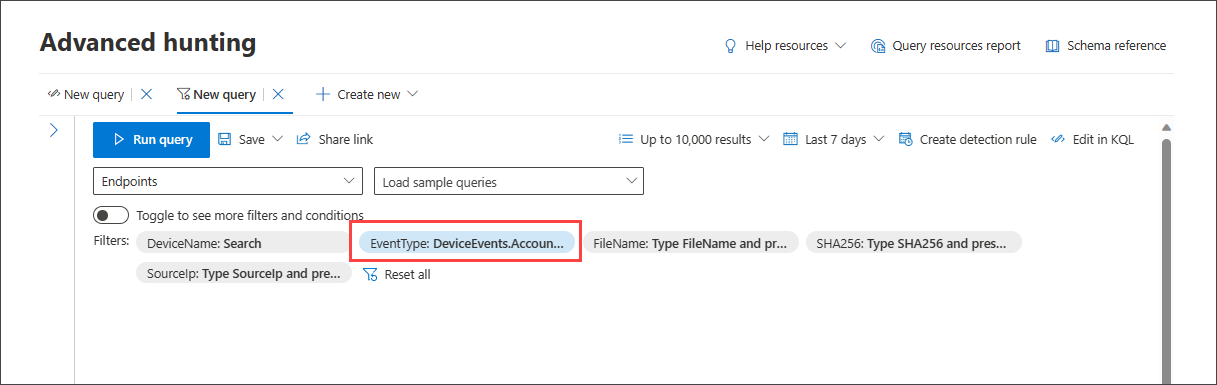 Advanced hunting
Help resources
Query resources report
Schema reference
New query
New query
Create new
Run query
Save
Share link
Up to 10,000 results
Last 7 days
Create detection rule
Edit in KQL
Endpoints
Load sample queries
Toggle to see more filters and conditions
Filters:
DeviceName: Search
EventType: DeviceEvents.Accoun...
FileName: Type FileName and pr...
SHA256: Type SHA256 and pres...
SourceIp: Type SourceIp and pre...
Reset all